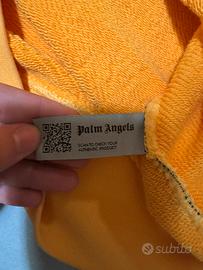 Palm Angels
SCAN TO CHECK YOUR
AUTHENTIC PRODUCT
subito